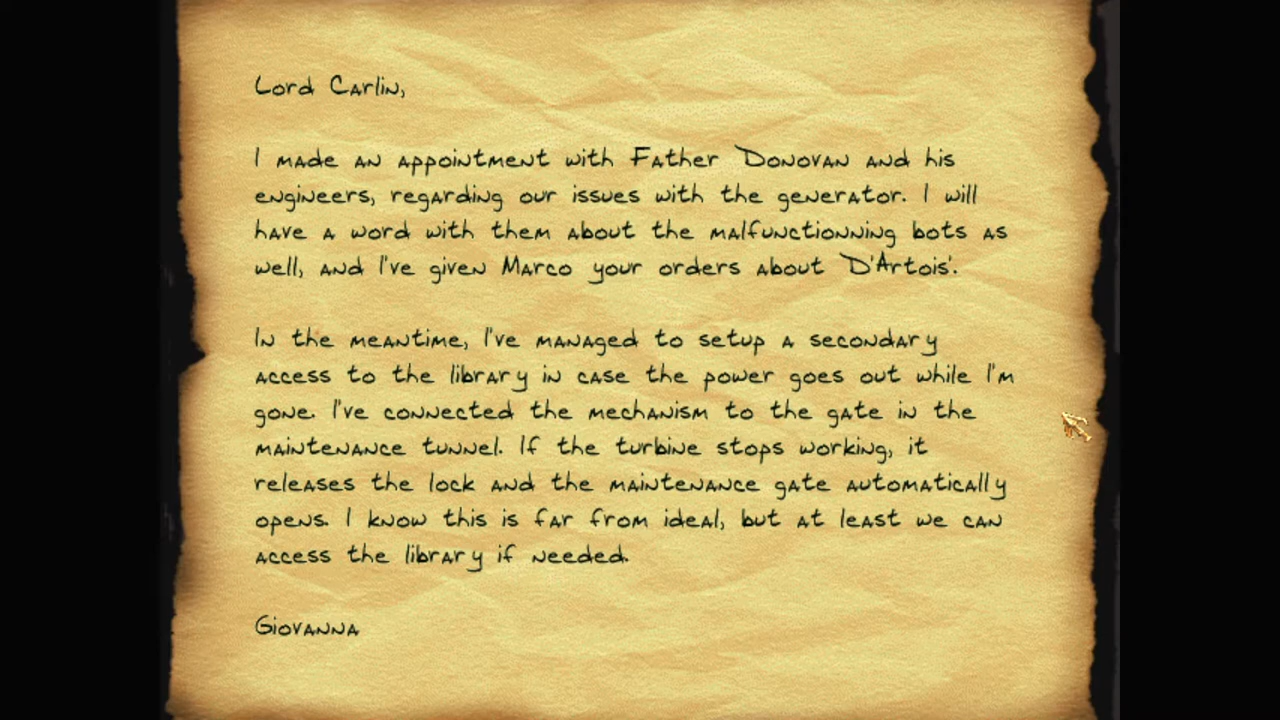 Lord Carlin,
I made an appointment with Father Donovan and his
engineers, regarding our issues with the generator. I will
have a word with them about the malfunctionning bots as
well, and I've given Marco your orders about D'Artois'.
In the meantime, I've managed to setup a secondary
access to the library in case the power goes out while I'm
gone. I've connected the mechanism to the gate in the
maintenance tunnel. If the turbine stops working, it
releases the lock and the maintenance gate automatically
opens. I know this is far from ideal, but at least we can
access the library if needed.
Giovanna